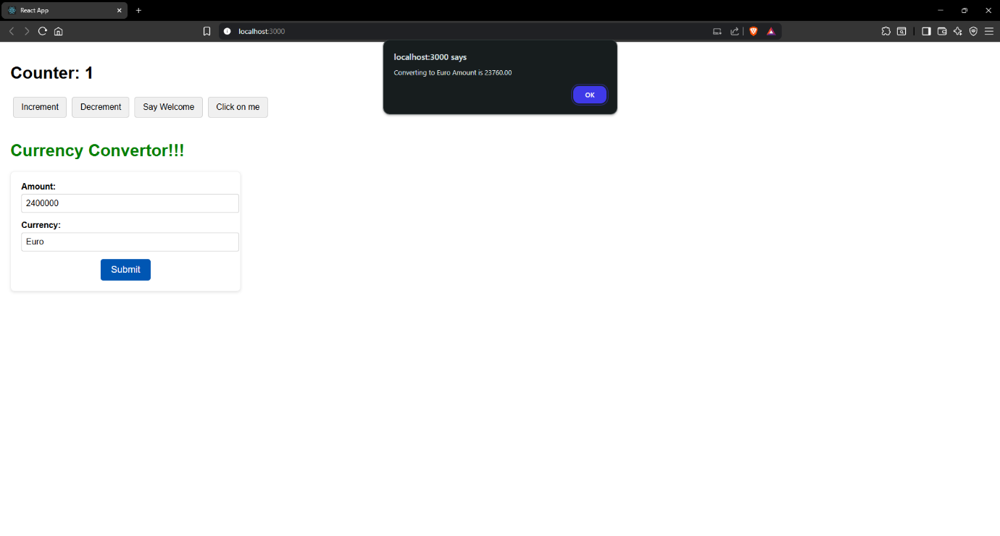 React App
localhost:3000
localhost:3000 says
Converting to Euro Amount is 23760.00
OK
Counter: 1
Increment Decrement Say Welcome Click on me
Currency Convertor!!!
Amount:
2400000
Currency:
Euro
Submit